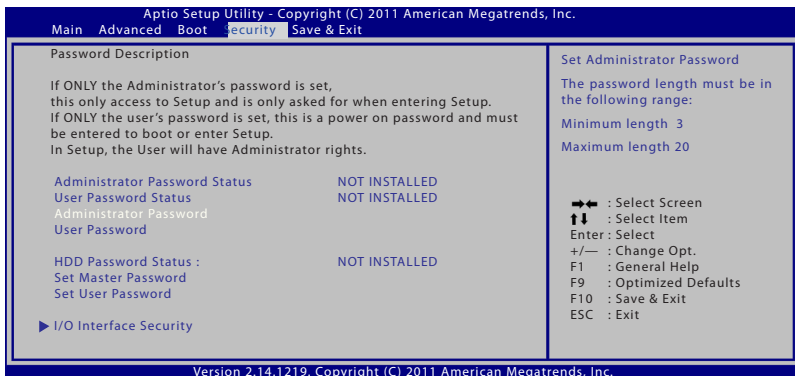 Aptio Setup Utility - Copyright (C) 2011 American Megatrends, Inc.
Main Advanced Boot Security Save & Exit
Password Description
If ONLY the Administrator's password is set,
this only access to Setup and is only asked for when entering Setup.
If ONLY the user's password is set, this is a power on password and must
be entered to boot or enter Setup.
In Setup, the User will have Administrator rights.
Administrator Password Status NOT INSTALLED
User Password Status NOT INSTALLED
Administrator Password
User Password
HDD Password Status : NOT INSTALLED
Set Master Password
Set User Password
I/O Interface Security
Set Administrator Password
The password length must be in
the following range:
Minimum length 3
Maximum length 20
→← : Select Screen
↑↓ : Select Item
Enter : Select
+/— : Change Opt.
F1 : General Help
F9 : Optimized Defaults
F10 : Save & Exit
ESC : Exit
Version 2.14.1219. Copyright (C) 2011 American Megatrends, Inc.